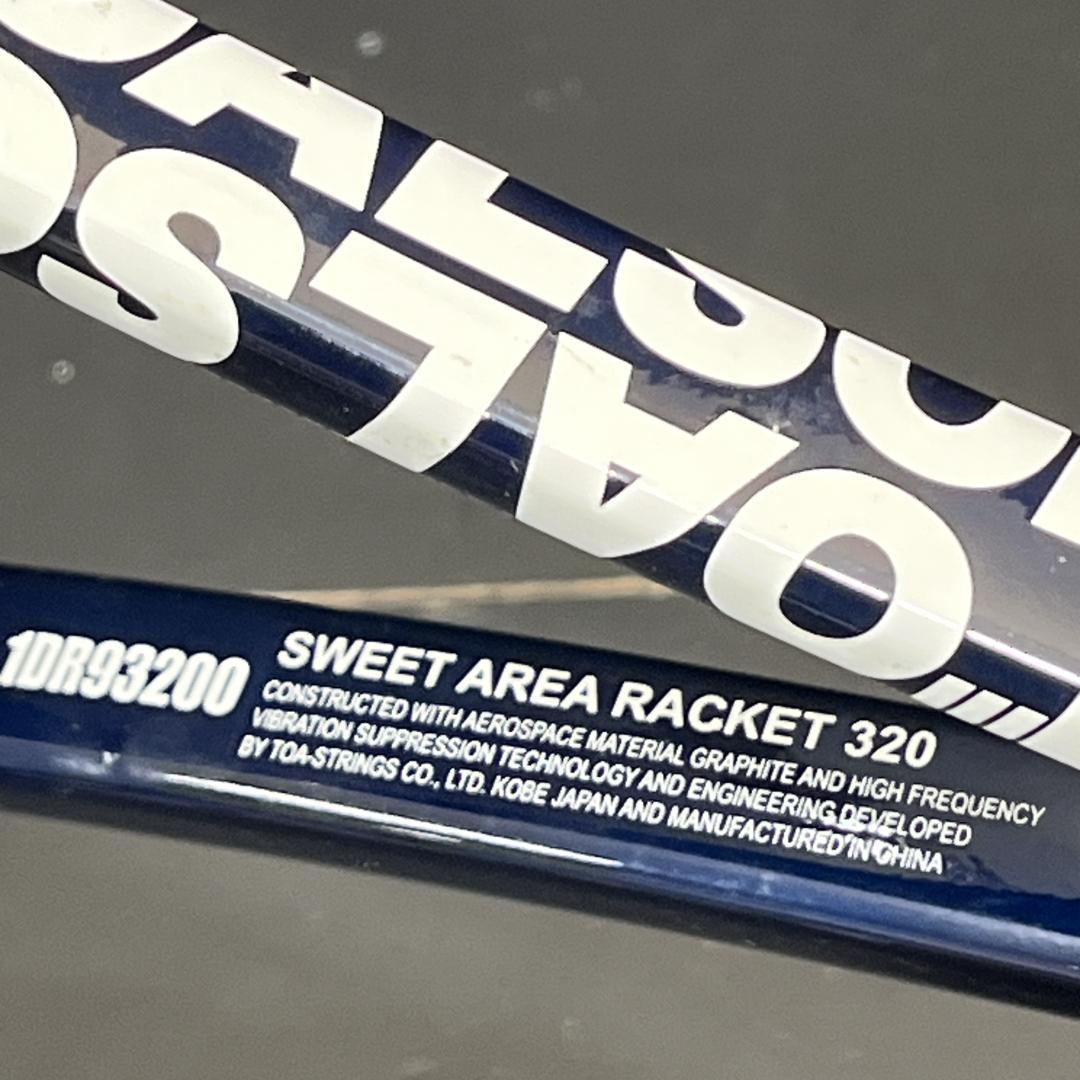 1DR93200
SWEET AREA RACKET 320
CONSTRUCTED WITH AEROSPACE MATERIAL GRAPHITE AND HIGH FREQUENCY
VIBRATION SUPPRESSION TECHNOLOGY AND ENGINEERING DEVELOPED
BY TOA-STRINGS CO., LTD. KOBE JAPAN AND MANUFACTURED IN CHINA